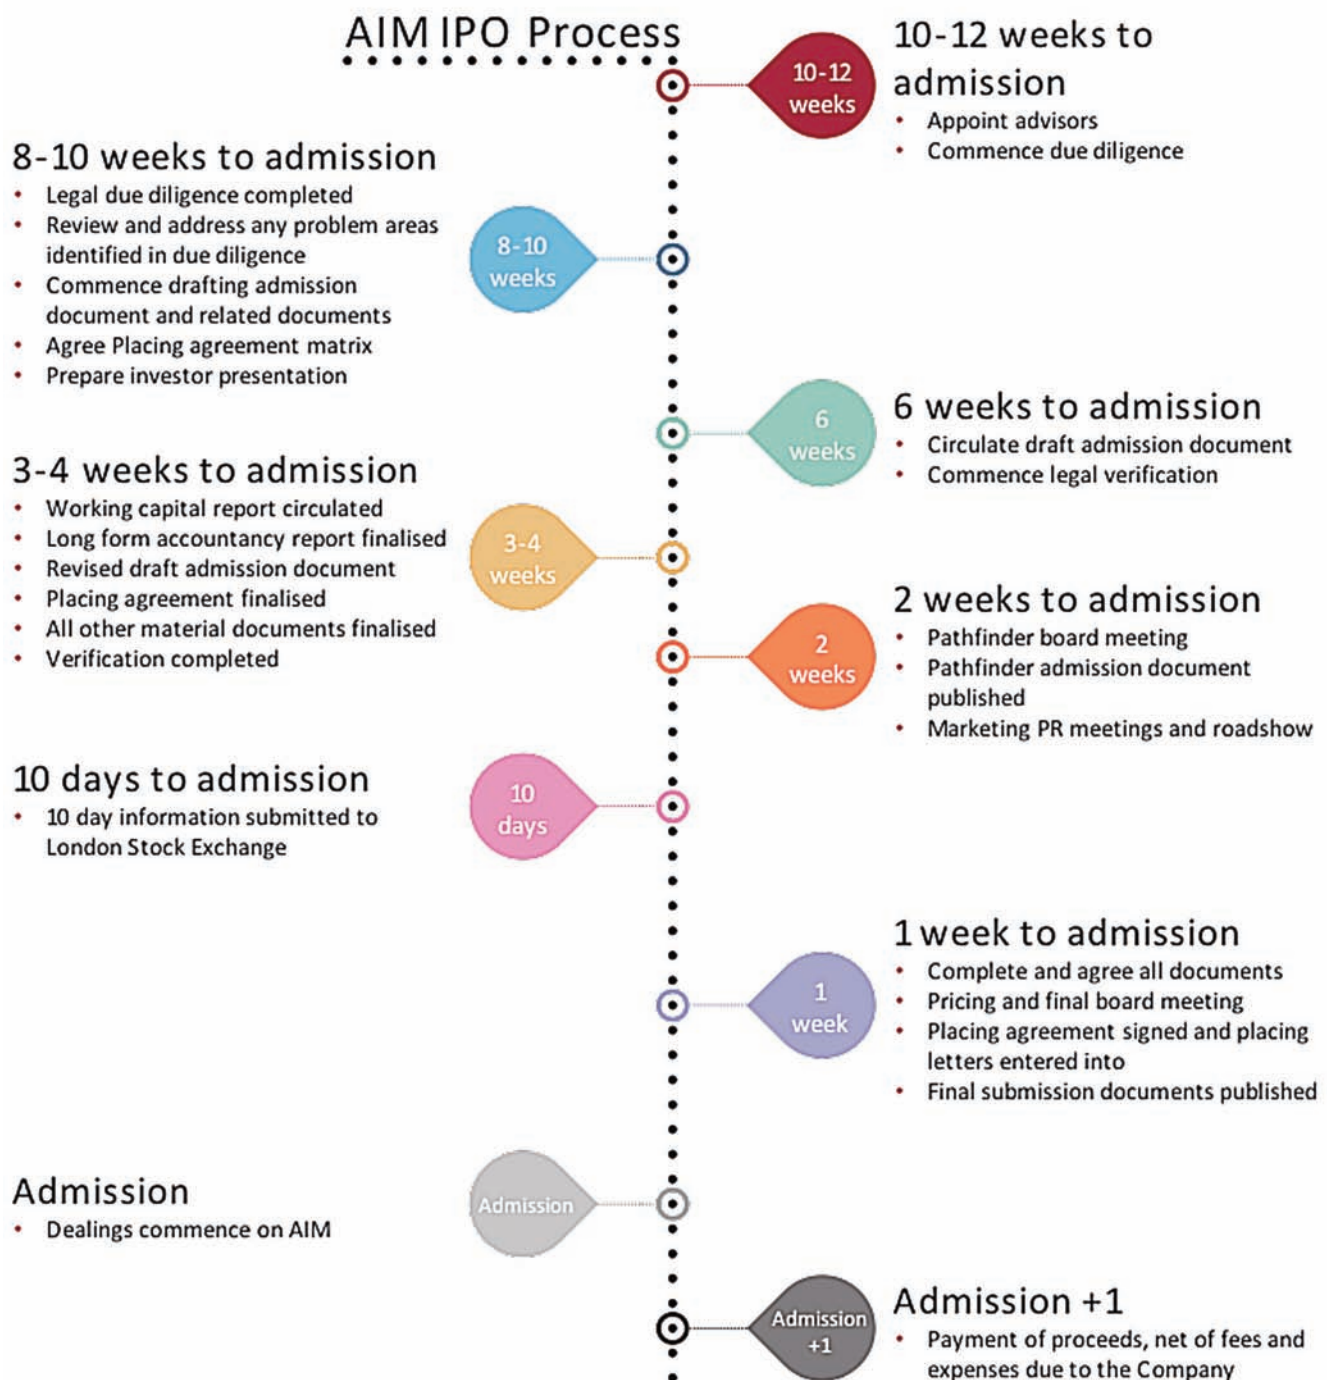 AIM IPO Process
10-12
weeks
10-12 weeks to
admission
• Appoint advisors
• Commence due diligence
8-10 weeks to admission
• Legal due diligence completed
• Review and address any problem areas
identified in due diligence
• Commence drafting admission
document and related documents
• Agree Placing agreement matrix
• Prepare investor presentation
8-10
weeks
6
weeks
6 weeks to admission
• Circulate draft admission document
• Commence legal verification
3-4 weeks to admission
• Working capital report circulated
• Long form accountancy report finalised
• Revised draft admission document
• Placing agreement finalised
• All other material documents finalised
• Verification completed
3-4
weeks
2
weeks
2 weeks to admission
• Pathfinder board meeting
• Pathfinder admission document
published
• Marketing PR meetings and roadshow
10 days to admission
• 10 day information submitted to
London Stock Exchange
10
days
1
week
1 week to admission
• Complete and agree all documents
• Pricing and final board meeting
• Placing agreement signed and placing
letters entered into
• Final submission documents published
Admission
• Dealings commence on AIM
Admission
Admission
+1
Admission +1
• Payment of proceeds, net of fees and
expenses due to the Company